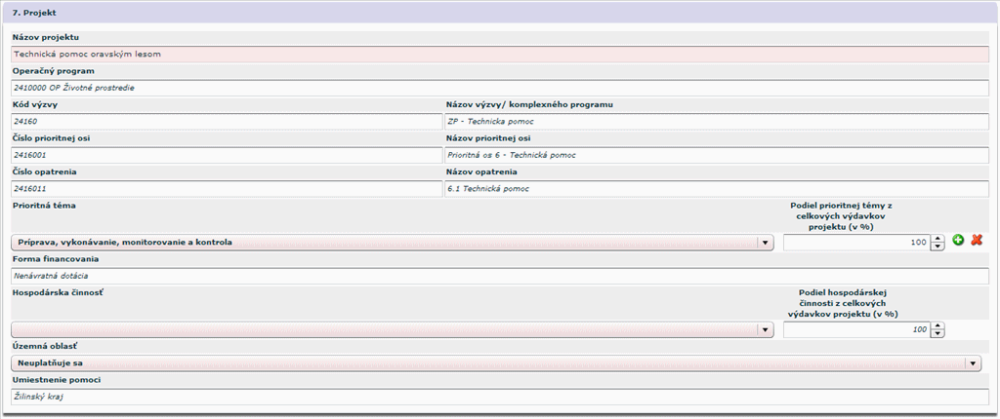 7. Projekt
Názov projektu
Technická pomoc oravským lesom
Operačný program
2410000 OP Životné prostredie
Kód výzvy Názov výzvy/ komplexného programu
24160 ZP - Technicka pomoc
Číslo prioritnej osi Názov prioritnej osi
2416001 Prioritná os 6 - Technická pomoc
Číslo opatrenia Názov opatrenia
2416011 6.1 Technická pomoc
Prioritná téma Podiel prioritnej témy z
celkových výdavkov
projektu (v %)
Príprava, vykonávanie, monitorovanie a kontrola 100
Forma financovania
Nenávratná dotácia
Hospodárska činnosť Podiel hospodárskej
činnosti z celkových
výdavkov projektu (v %)
100
Územná oblasť
Neuplatňuje sa
Umiestnenie pomoci
Žilinský kraj